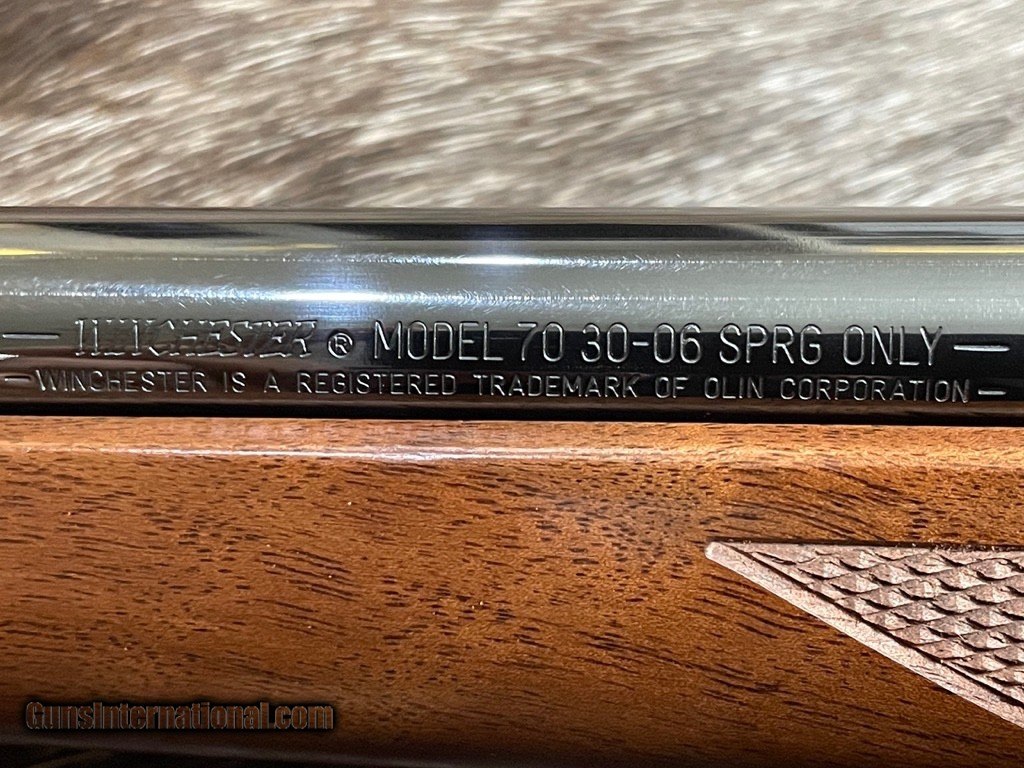 — WINCHESTER ® MODEL 70 30-06 SPRG ONLY —
— WINCHESTER IS A REGISTERED TRADEMARK OF OLIN CORPORATION —
GunsInternational.com